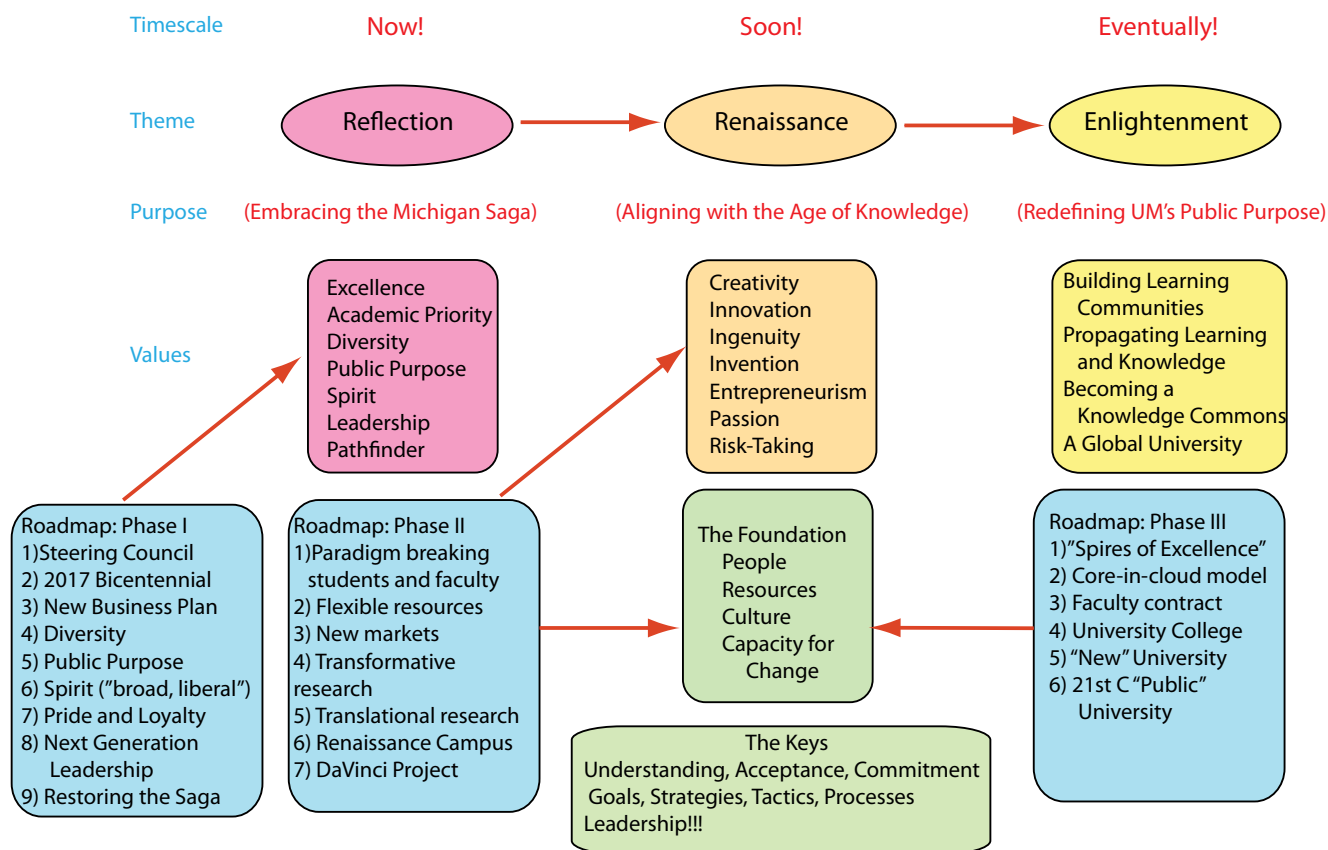 Timescale
Now!
Soon!
Eventually!
Theme
Reflection
Renaissance
Enlightenment
Purpose
(Embracing the Michigan Saga)
(Aligning with the Age of Knowledge)
(Redefining UM's Public Purpose)
Values
Excellence
Academic Priority
Diversity
Public Purpose
Spirit
Leadership
Pathfinder
Creativity
Innovation
Ingenuity
Invention
Entrepreneurism
Passion
Risk-Taking
Building Learning
Communities
Propagating Learning
and Knowledge
Becoming a
Knowledge Commons
A Global University
Roadmap: Phase I
1)Steering Council
2) 2017 Bicentennial
3) New Business Plan
4) Diversity
5) Public Purpose
6) Spirit ("broad, liberal")
7) Pride and Loyalty
8) Next Generation
Leadership
9) Restoring the Saga
Roadmap: Phase II
1)Paradigm breaking
students and faculty
2) Flexible resources
3) New markets
4) Transformative
research
5) Translational research
6) Renaissance Campus
7) DaVinci Project
The Foundation
People
Resources
Culture
Capacity for
Change
The Keys
Understanding, Acceptance, Commitment
Goals, Strategies, Tactics, Processes
Leadership!!!
Roadmap: Phase III
1)"Spires of Excellence"
2) Core-in-cloud model
3) Faculty contract
4) University College
5) "New" University
6) 21st C "Public"
University